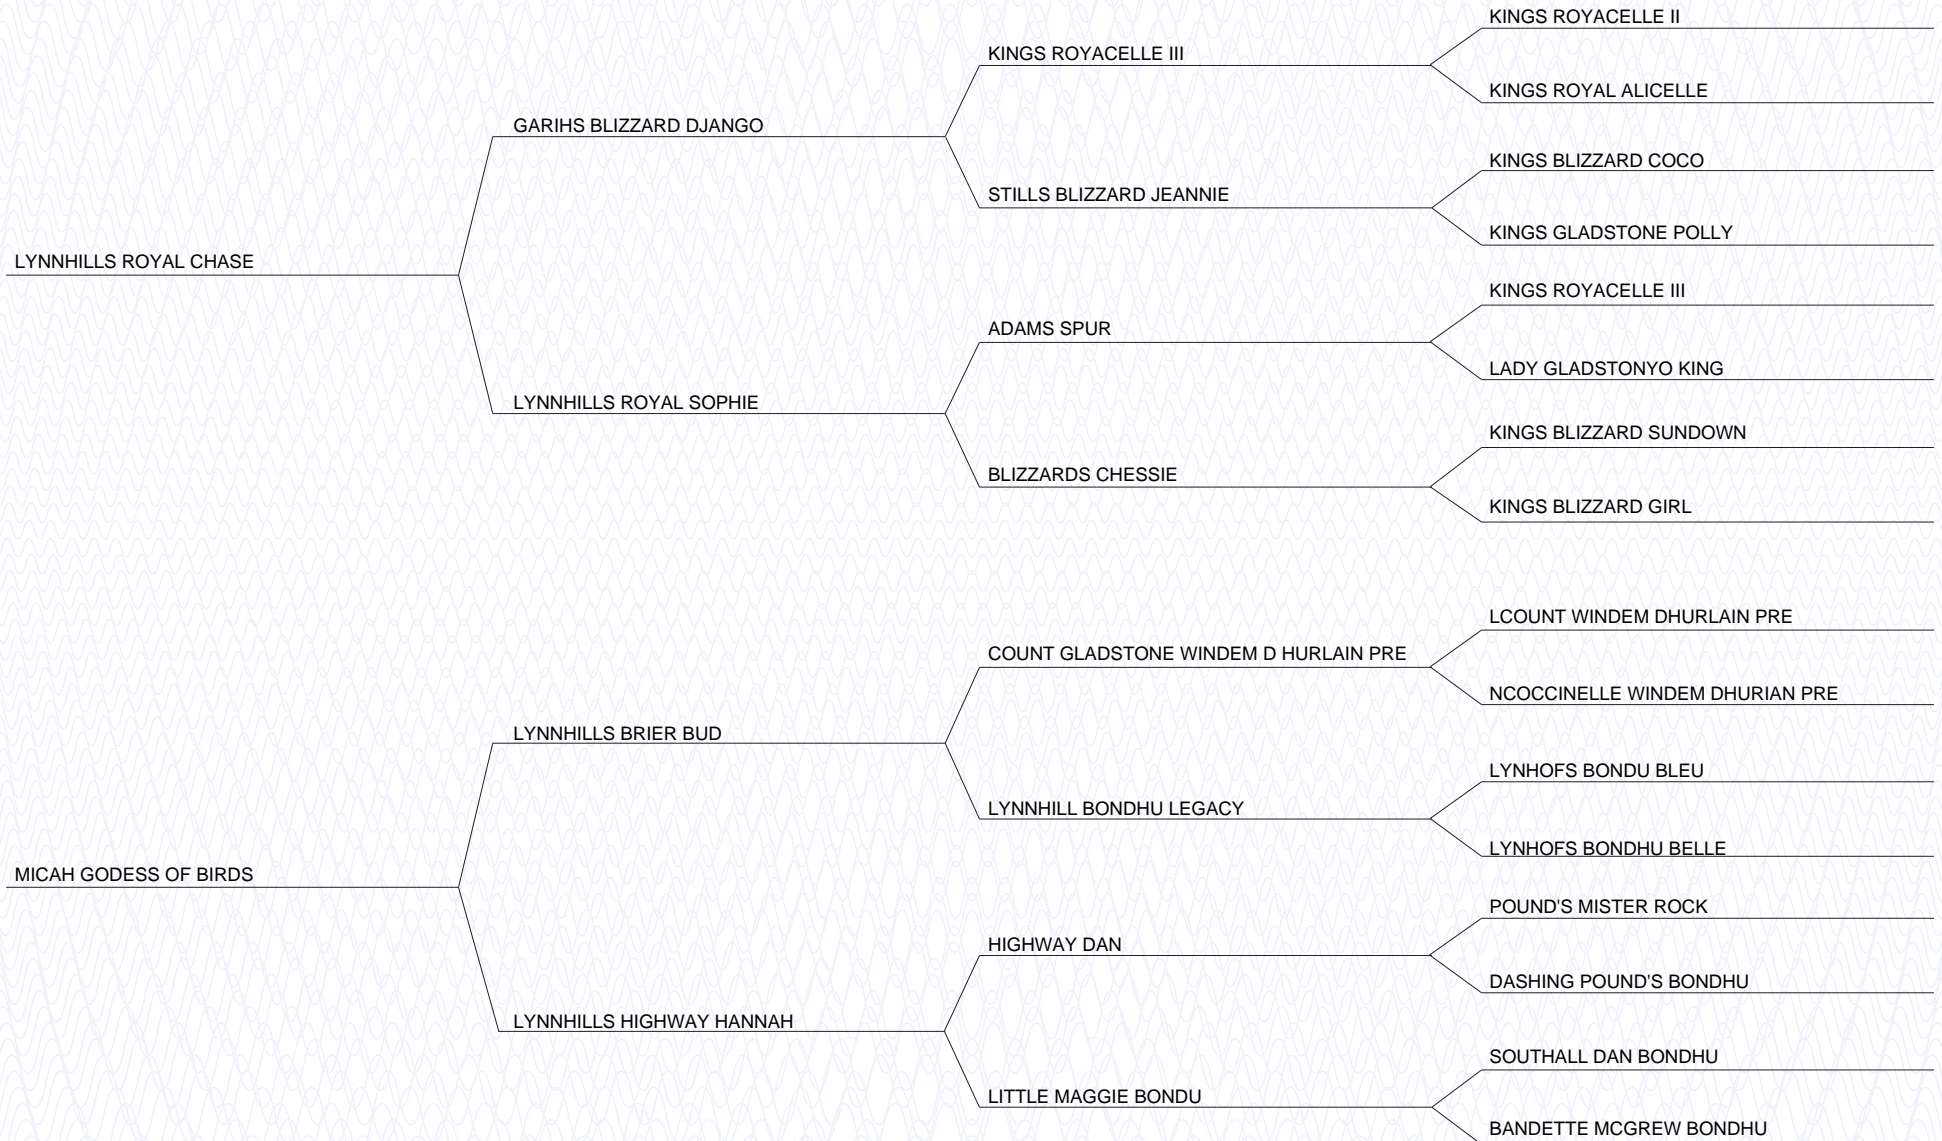 KINGS ROYACELLE II
KINGS ROYACELLE III
KINGS ROYAL ALICELLE
GARIHS BLIZZARD DJANGO
KINGS BLIZZARD COCO
STILLS BLIZZARD JEANNIE
KINGS GLADSTONE POLLY
LYNNHILLS ROYAL CHASE
KINGS ROYACELLE III
ADAMS SPUR
LADY GLADSTONYO KING
LYNNHILLS ROYAL SOPHIE
KINGS BLIZZARD SUNDOWN
BLIZZARDS CHESSIE
KINGS BLIZZARD GIRL
LCOUNT WINDEM DHURLAIN PRE
COUNT GLADSTONE WINDEM D HURLAIN PRE
NCOCCINELLE WINDEM DHURIAN PRE
LYNNHILLS BRIER BUD
LYNHOFS BONDU BLEU
LYNNHILL BONDHU LEGACY
LYNHOFS BONDHU BELLE
MICAH GODESS OF BIRDS
POUND'S MISTER ROCK
HIGHWAY DAN
DASHING POUND'S BONDHU
LYNNHILLS HIGHWAY HANNAH
SOUTHALL DAN BONDHU
LITTLE MAGGIE BONDU
BANDETTE MCGREW BONDHU